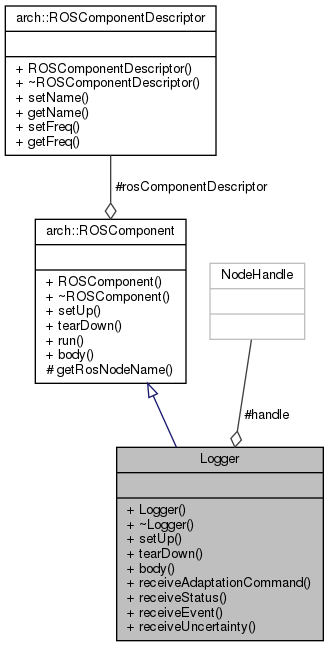 arch::ROSComponentDescriptor
+ ROSComponentDescriptor()
+ ~ROSComponentDescriptor()
+ setName()
+ getName()
+ setFreq()
+ getFreq()
#rosComponentDescriptor
arch::ROSComponent
+ ROSComponent()
+ ~ROSComponent()
+ setUp()
+ tearDown()
+ run()
+ body()
# getRosNodeName()
NodeHandle
#handle
Logger
+ Logger()
+ ~Logger()
+ setUp()
+ tearDown()
+ body()
+ receiveAdaptationCommand()
+ receiveStatus()
+ receiveEvent()
+ receiveUncertainty()